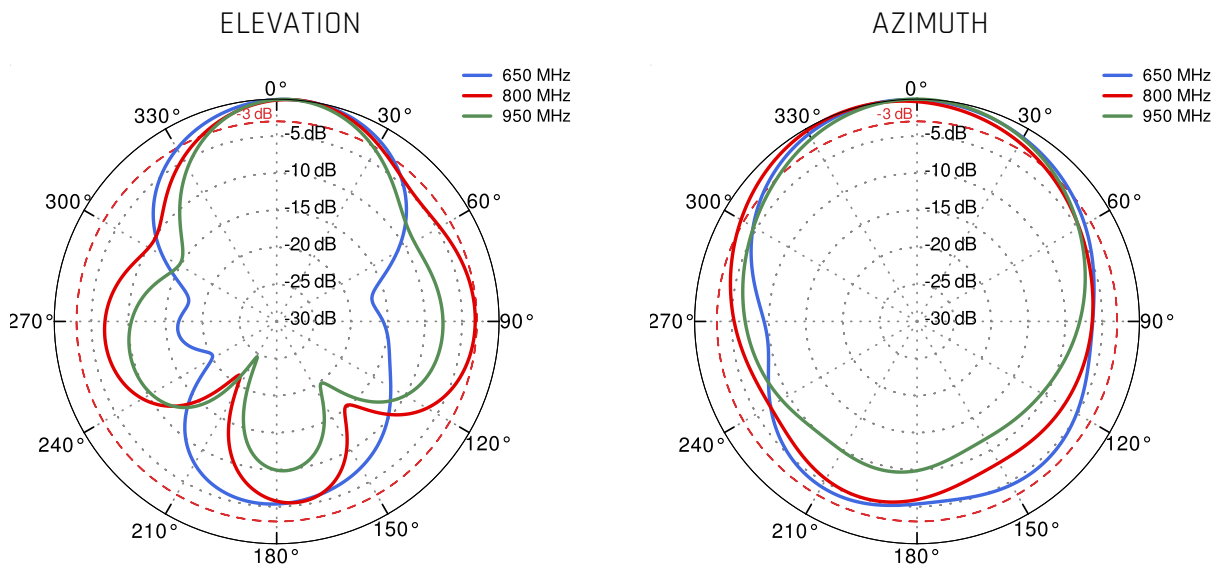 ELEVATION
650 MHz
800 MHz
950 MHz
0°
330°
-3 dB
30°
-5 dB
-10 dB
300°
60°
-15 dB
-20 dB
-25 dB
270°
-30 dB
90°
240°
120°
210°
150°
180°
AZIMUTH
650 MHz
800 MHz
950 MHz
0°
330°
-3 dB
30°
-5 dB
-10 dB
300°
60°
-15 dB
-20 dB
-25 dB
270°
-30 dB
90°
240°
120°
210°
150°
180°